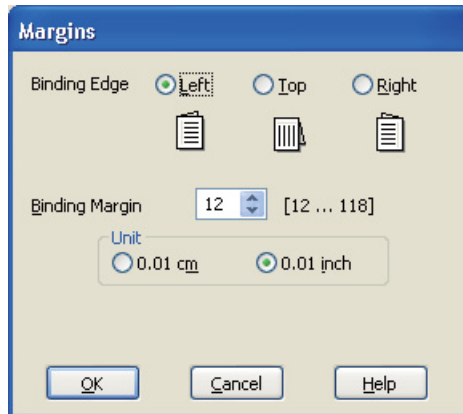 Margins
Binding Edge Left Top Right
Binding Margin 12 [12 ... 118]
Unit
0.01 cm 0.01 inch
OK Cancel Help